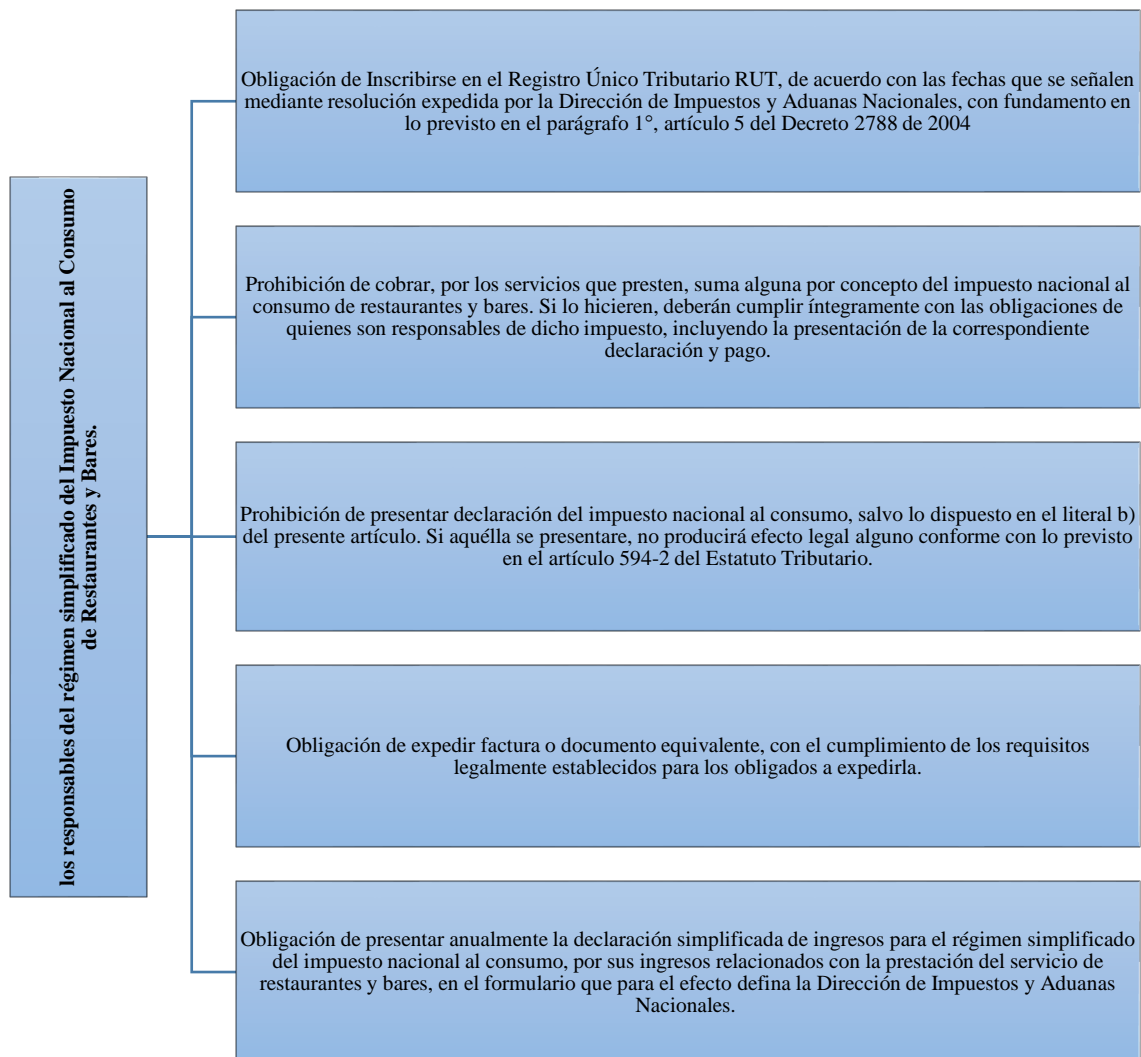 los responsables del régimen simplificado del Impuesto Nacional al Consumo
de Restaurantes y Bares.
Obligación de Inscribirse en el Registro Único Tributario RUT, de acuerdo con las fechas que se señalen
mediante resolución expedida por la Dirección de Impuestos y Aduanas Nacionales, con fundamento en
lo previsto en el parágrafo 1°, artículo 5 del Decreto 2788 de 2004
Prohibición de cobrar, por los servicios que presten, suma alguna por concepto del impuesto nacional al
consumo de restaurantes y bares. Si lo hicieren, deberán cumplir íntegramente con las obligaciones de
quienes son responsables de dicho impuesto, incluyendo la presentación de la correspondiente
declaración y pago.
Prohibición de presentar declaración del impuesto nacional al consumo, salvo lo dispuesto en el literal b)
del presente artículo. Si aquélla se presentare, no producirá efecto legal alguno conforme con lo previsto
en el artículo 594-2 del Estatuto Tributario.
Obligación de expedir factura o documento equivalente, con el cumplimiento de los requisitos
legalmente establecidos para los obligados a expedirla.
Obligación de presentar anualmente la declaración simplificada de ingresos para el régimen simplificado
del impuesto nacional al consumo, por sus ingresos relacionados con la prestación del servicio de
restaurantes y bares, en el formulario que para el efecto defina la Dirección de Impuestos y Aduanas
Nacionales.